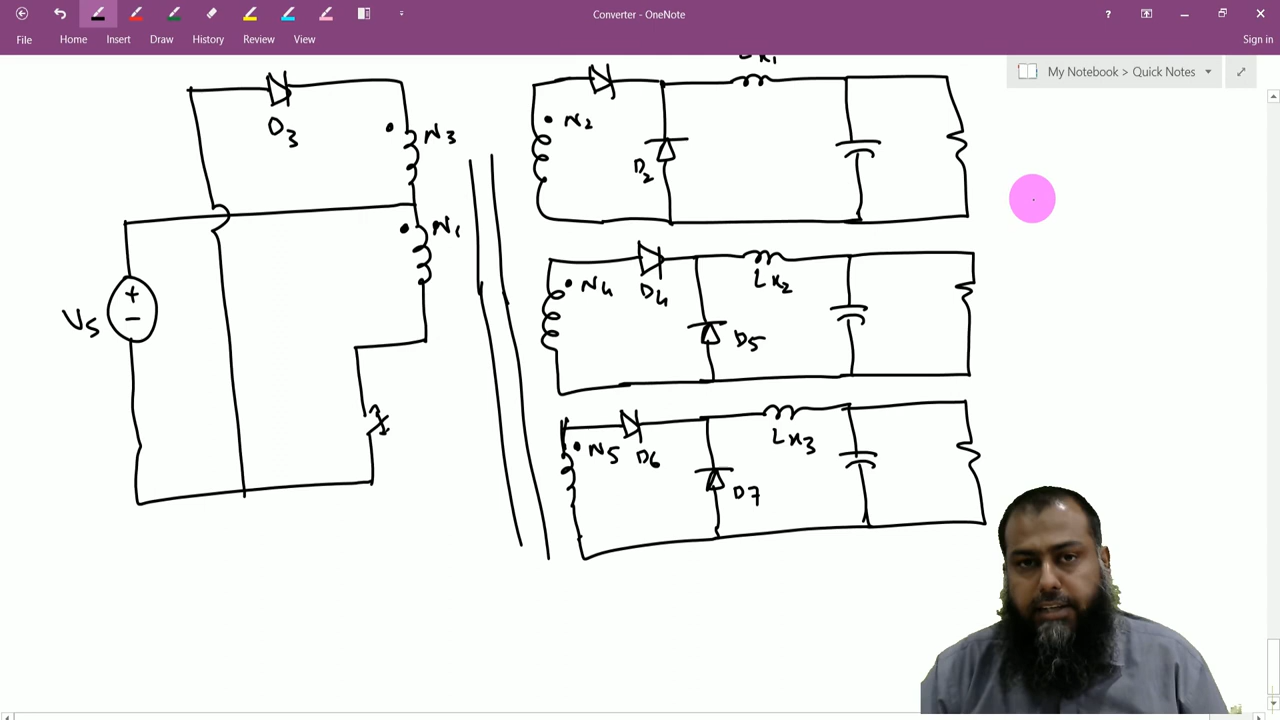 Converter - OneNote
?
File
Home
Insert
Draw
History
Review
View
Sign in
My Notebook > Quick Notes
D3
N3
N1
Vs
+
−
N2
D2
Lx1
N4
D4
Lx2
D5
N5
D6
Lx3
D7